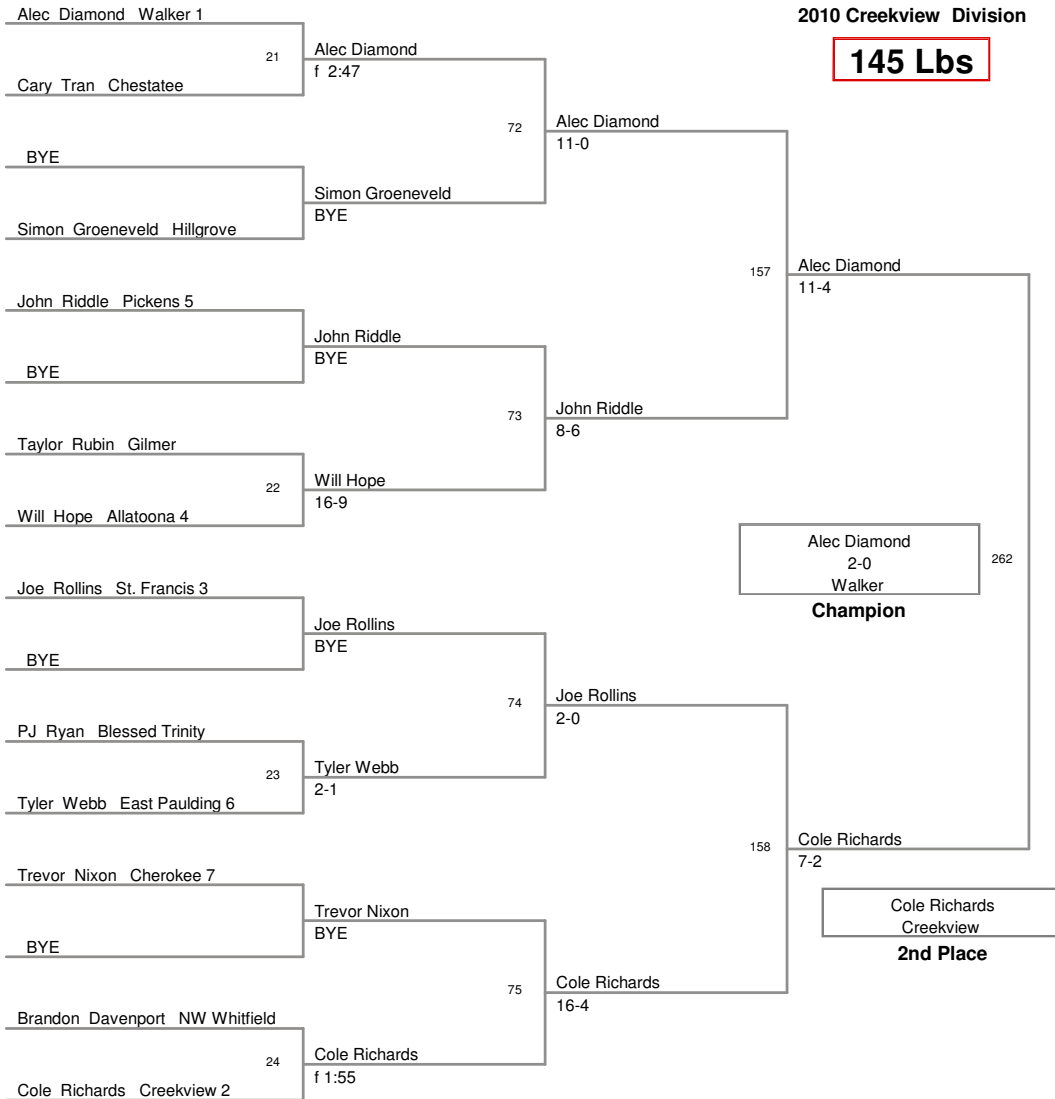 Alec Diamond Walker 1
2010 Creekview Division
145 Lbs
21
Alec Diamond
f 2:47
Cary Tran Chestatee
72
Alec Diamond
11-0
BYE
Simon Groeneveld
BYE
Simon Groeneveld Hillgrove
157
Alec Diamond
11-4
John Riddle Pickens 5
John Riddle
BYE
BYE
73
John Riddle
8-6
Taylor Rubin Gilmer
22
Will Hope
16-9
Will Hope Allatoona 4
Alec Diamond
2-0
Walker
262
Champion
Joe Rollins St. Francis 3
Joe Rollins
BYE
BYE
74
Joe Rollins
2-0
PJ Ryan Blessed Trinity
23
Tyler Webb
2-1
Tyler Webb East Paulding 6
158
Cole Richards
7-2
Trevor Nixon Cherokee 7
Trevor Nixon
BYE
BYE
Cole Richards
Creekview
2nd Place
75
Cole Richards
16-4
Brandon Davenport NW Whitfield
24
Cole Richards
f 1:55
Cole Richards Creekview 2